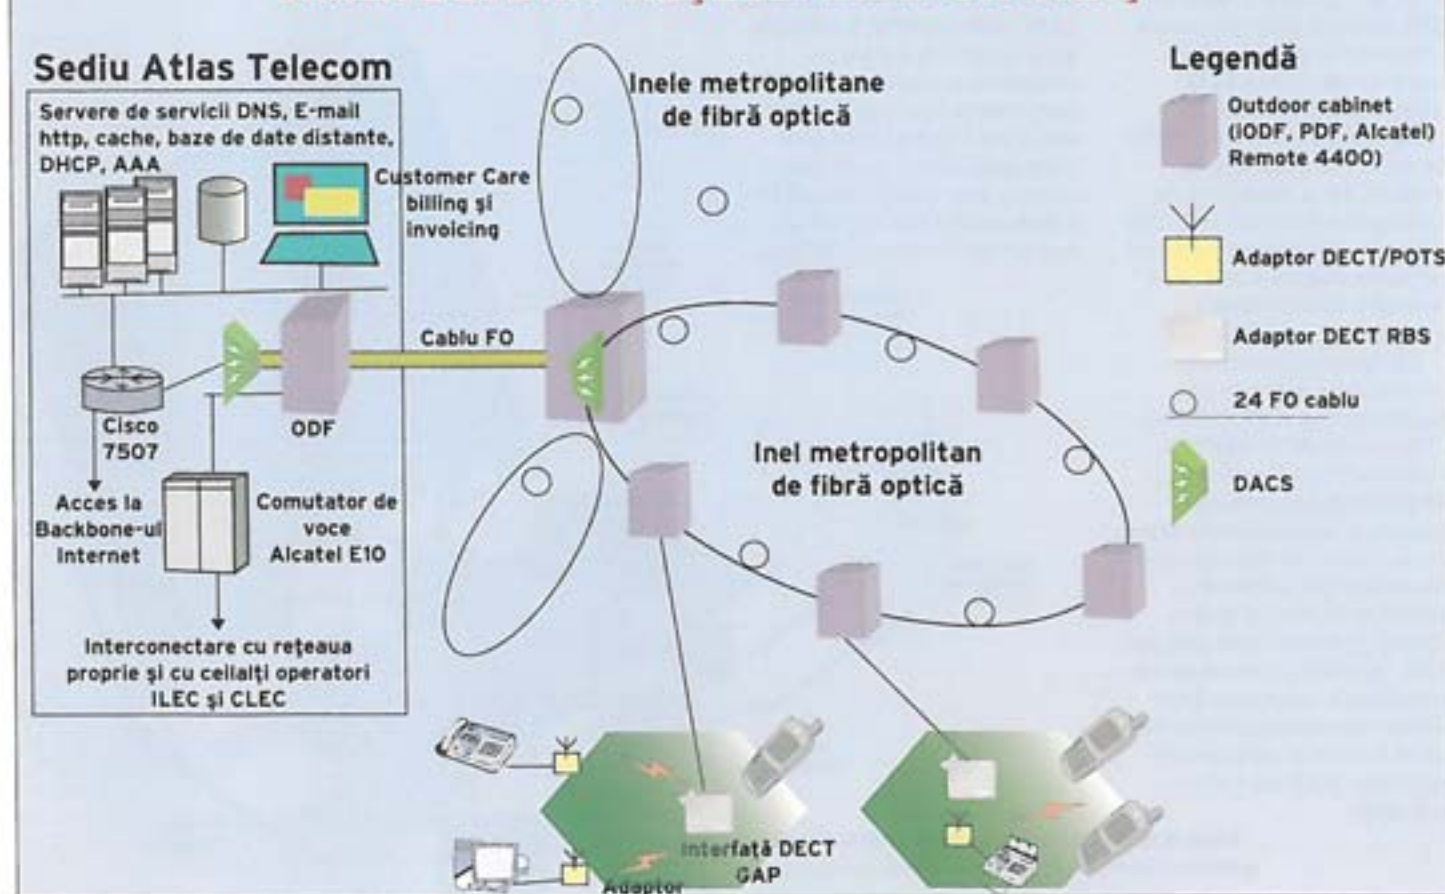 Sediu Atlas Telecom
Servere de servicii DNS, E-mail
http, cache, baze de date distante,
DHCP, AAA
Customer Care
billing şi
invoicing
Cablu FO
Cisco
7507
ODF
Acces la
Backbone-ul
Internet
Comutator de
voce
Alcatel E10
Interconectare cu reţeaua
proprie şi cu ceilalţi operatori
ILEC şi CLEC
Inele metropolitane
de fibră optică
Inel metropolitan
de fibră optică
Interfaţă DECT
GAP
Adaptor
Legendă
Outdoor cabinet
(iODF, PDF, Alcatel)
Remote 4400)
Adaptor DECT/POTS
Adaptor DECT RBS
24 FO cablu
DACS